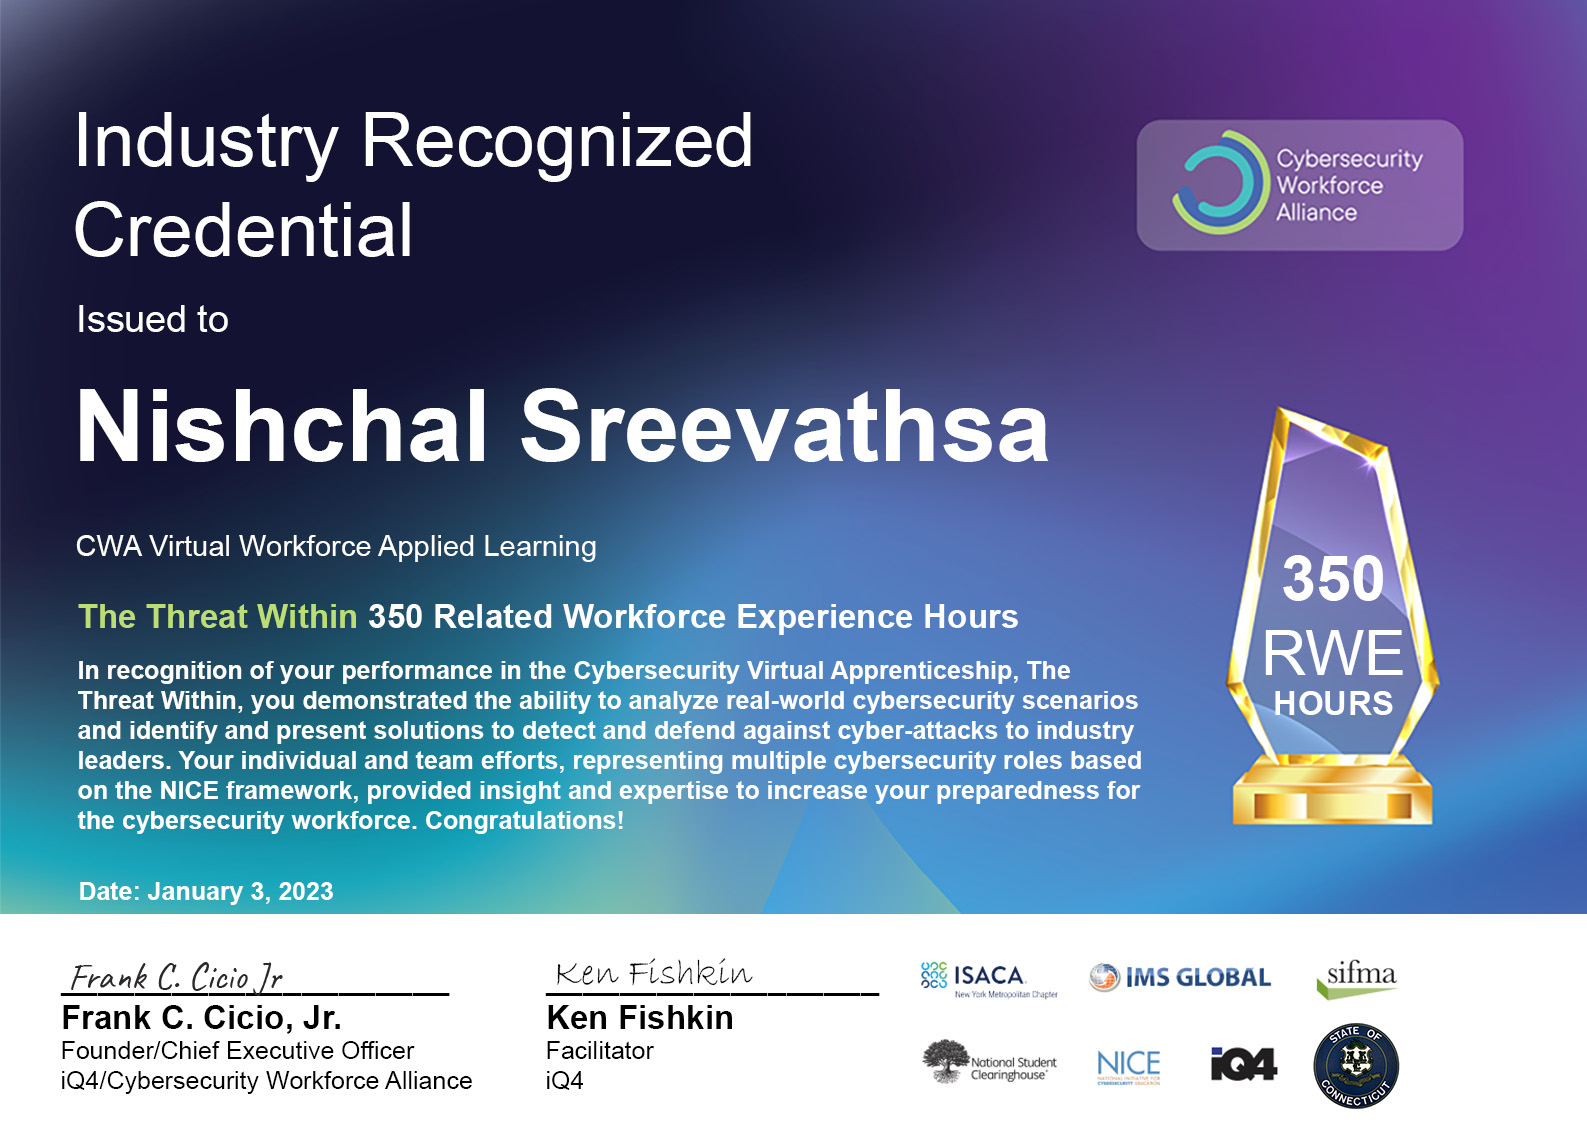 Industry Recognized
Credential
Cybersecurity
Workforce
Alliance
Issued to
Nishchal Sreevathsa
CWA Virtual Workforce Applied Learning
The Threat Within 350 Related Workforce Experience Hours
In recognition of your performance in the Cybersecurity Virtual Apprenticeship, The
Threat Within, you demonstrated the ability to analyze real-world cybersecurity scenarios
and identify and present solutions to detect and defend against cyber-attacks to industry
leaders. Your individual and team efforts, representing multiple cybersecurity roles based
on the NICE framework, provided insight and expertise to increase your preparedness for
the cybersecurity workforce. Congratulations!
350
RWE
HOURS
Date: January 3, 2023
Frank C. Cicio Jr
Frank C. Cicio, Jr.
Founder/Chief Executive Officer
iQ4/Cybersecurity Workforce Alliance
Ken Fishkin
Ken Fishkin
Facilitator
iQ4
ISACA.
New York Metropolitan Chapter
IMS GLOBAL
sifma
National Student
Clearinghouse®
NICE
NATIONAL INITIATIVE FOR
CYBERSECURITY EDUCATION
iQ4
STATE OF
CONNECTICUT